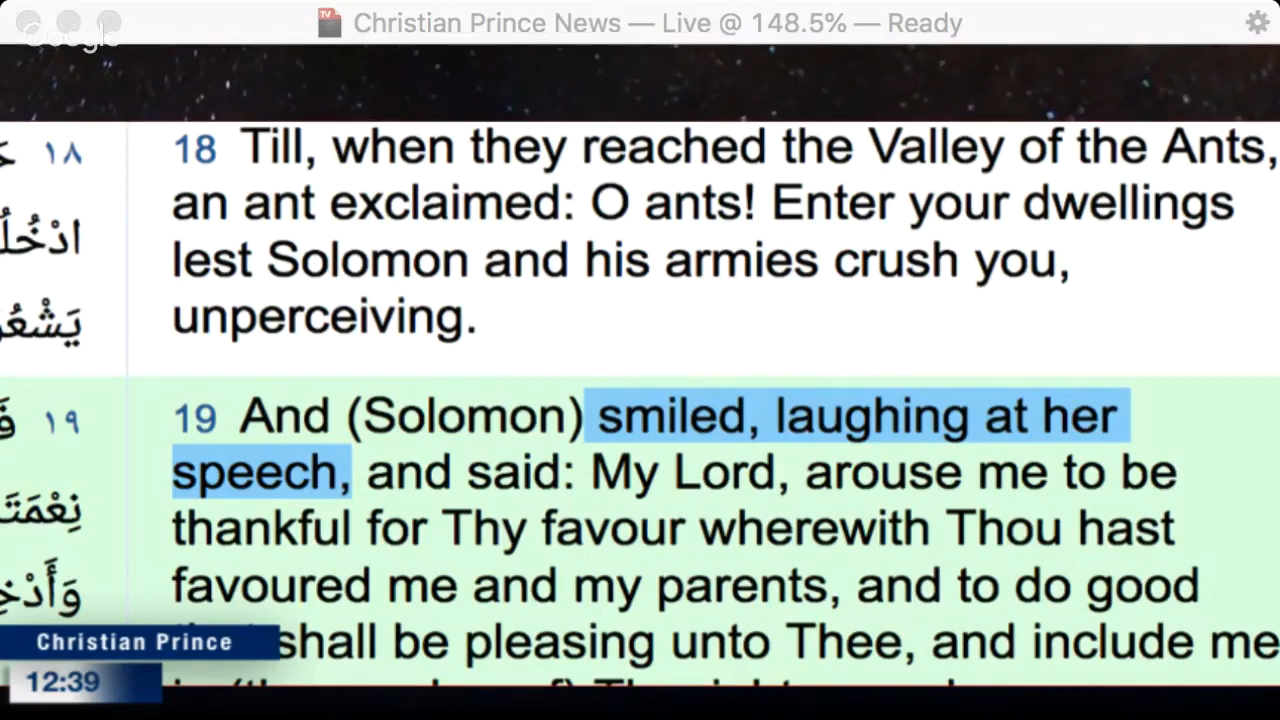 Christian Prince News — Live @ 148.5% — Ready
Google
١٨
18 Till, when they reached the Valley of the Ants,
an ant exclaimed: O ants! Enter your dwellings
lest Solomon and his armies crush you,
unperceiving.
١٩
19 And (Solomon) smiled, laughing at her
speech, and said: My Lord, arouse me to be
thankful for Thy favour wherewith Thou hast
favoured me and my parents, and to do good
shall be pleasing unto Thee, and include me
Christian Prince
12:39